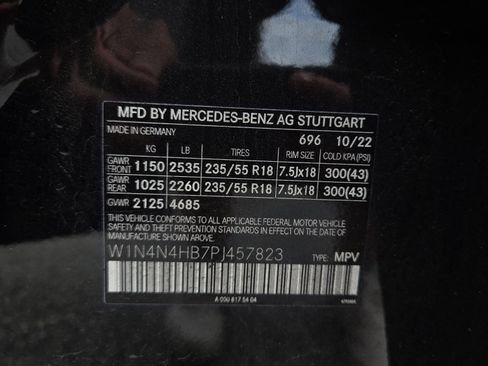 MFD BY MERCEDES-BENZ AG STUTTGART
MADE IN GERMANY 696 10/22
KG LB TIRES RIM SIZE COLD KPA(PSI)
GAWR FRONT 1150 2535 235/55 R18 7.5Jx18 300(43)
GAWR REAR 1025 2260 235/55 R18 7.5Jx18 300(43)
GVWR 2125 4685
THIS VEHICLE CONFORMS TO ALL APPLICABLE FEDERAL MOTOR VEHICLE
SAFETY AND THEFT PREVENTION STANDARDS IN EFFECT ON THE DATE OF
MANUFACTURE SHOWN ABOVE.
W1N4N4HB7PJ457823 TYPE: MPV
A 000 817 54 04